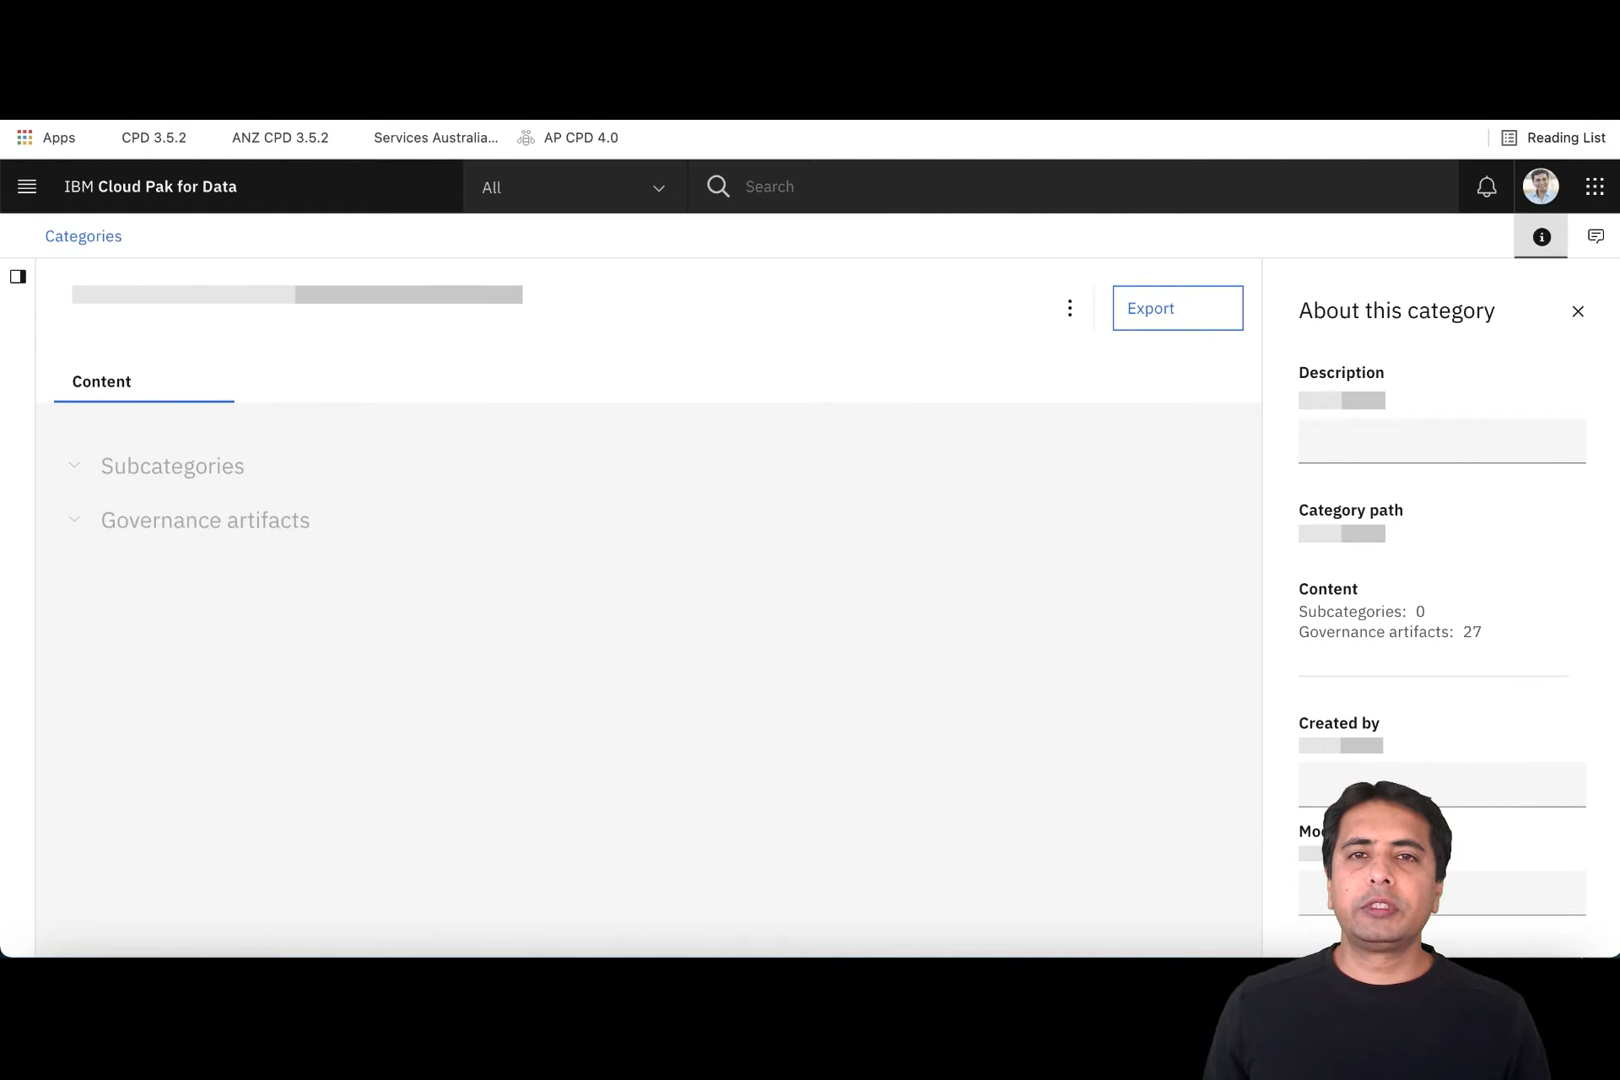 Apps CPD 3.5.2 ANZ CPD 3.5.2 Services Australia... AP CPD 4.0 Reading List
IBM Cloud Pak for Data All Search
Categories
Export
About this category
Content
Description
Subcategories
Category path
Governance artifacts
Content
Subcategories: 0
Governance artifacts: 27
Created by